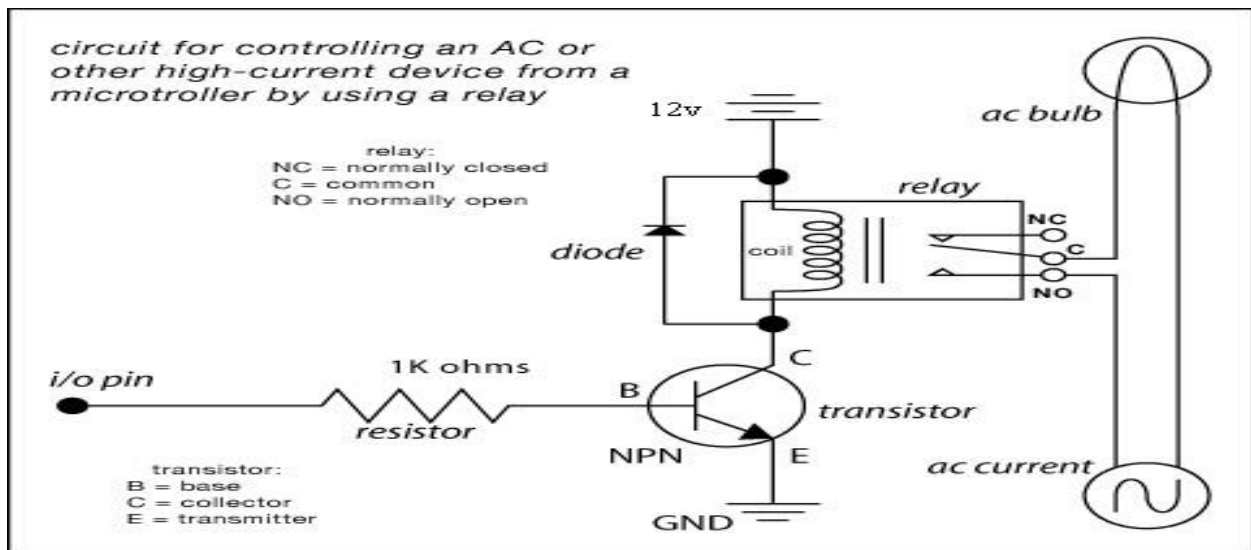 circuit for controlling an AC or
other high-current device from a
microtroller by using a relay
relay:
NC = normally closed
C = common
NO = normally open
12v
ac bulb
relay
NC
C
NO
coil
diode
1K ohms
C
i/o pin
B
resistor
transistor
NPN
E
ac current
transistor:
B = base
C = collector
E = transmitter
GND